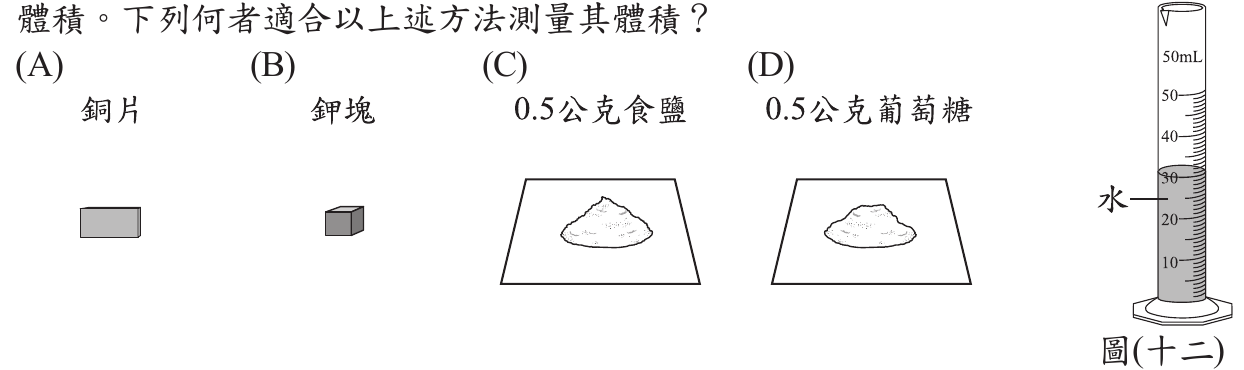 體積。下列何者適合以上述方法測量其體積？
(A) (B) (C) (D)
銅片 鉀塊 0.5公克食鹽 0.5公克葡萄糖
50mL
50
40
30
水
20
10
圖(十二)